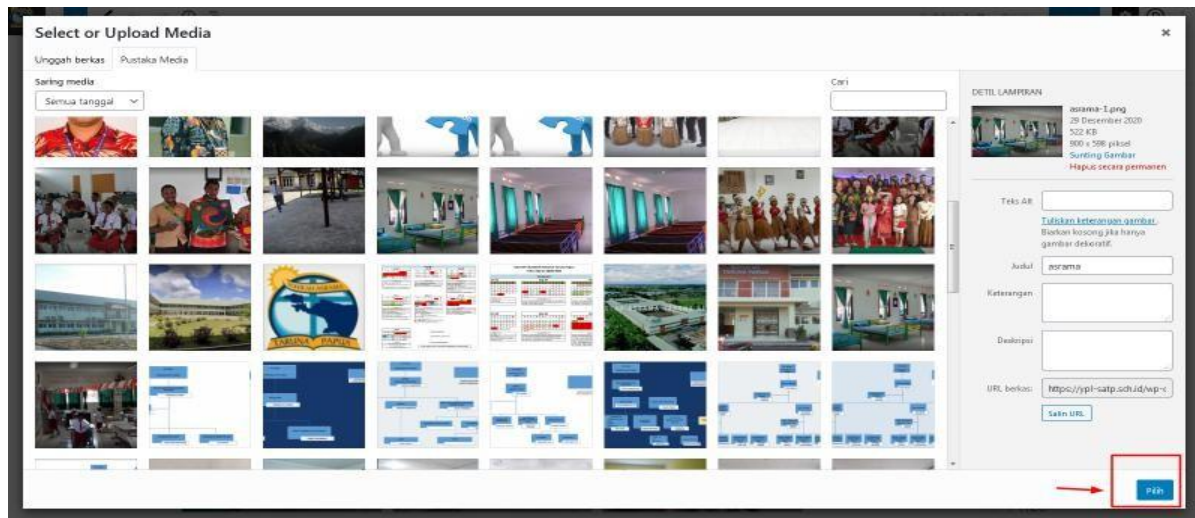 Select or Upload Media
Unggah berkas
Pustaka Media
Saring media
Semua tanggal
Cari
DETIL LAMPIRAN
asrama-1.png
29 Desember 2020
522 KB
900 x 598 piksel
Sunting Gambar
Hapus secara permanen
Teks Alt
Tuliskan keterangan gambar.
Biarkan kosong jika hanya
gambar dekoratif.
Judul
asrama
Keterangan
Deskripsi
URL berkas:
https://ypl-satp.sch.id/wp-c
Salin URL
TARUNA PAPUA
Pilih